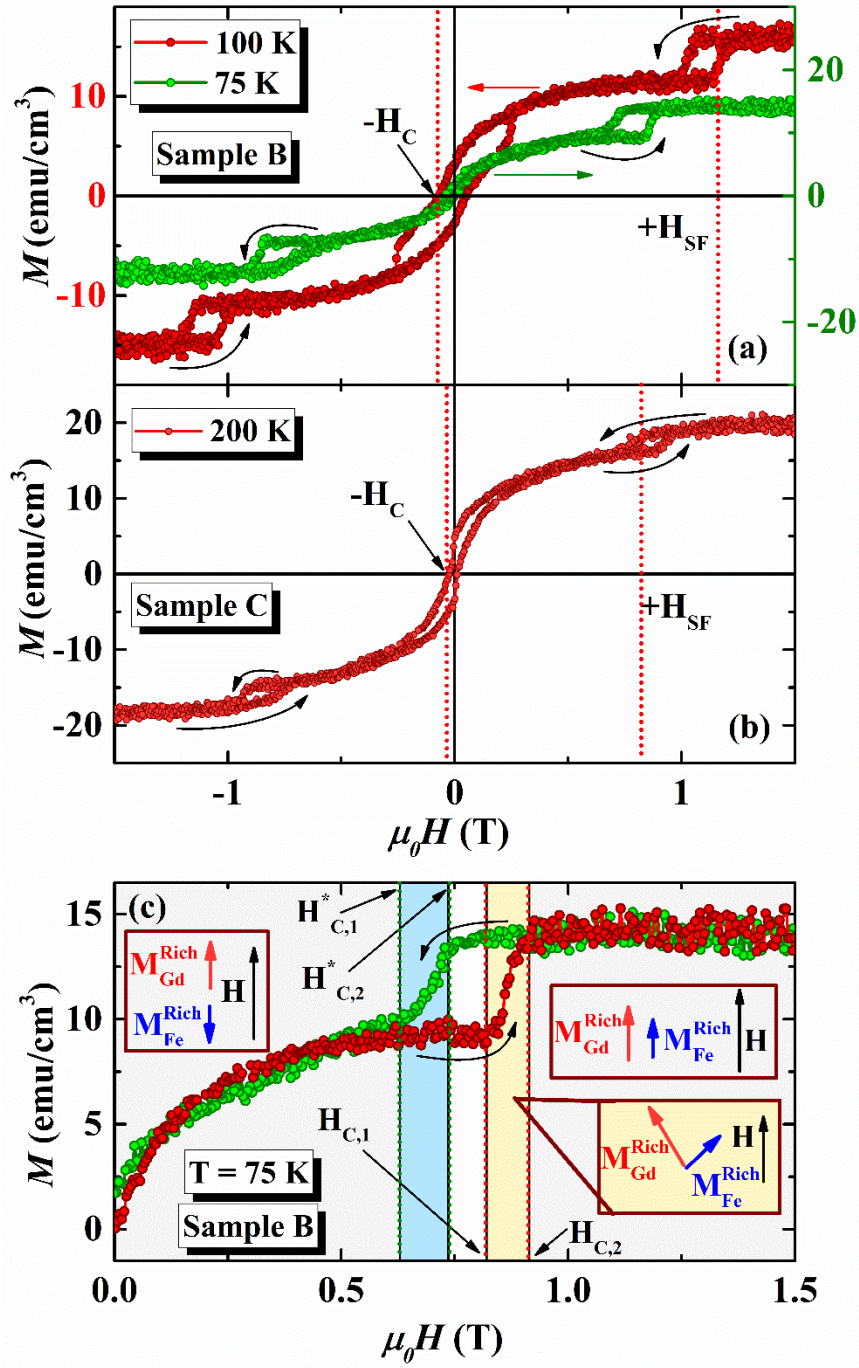 100 K
75 K
Sample B
-H_C
+H_SF
(a)
M (emu/cm³)
10
0
-10
20
0
-20
200 K
Sample C
-H_C
+H_SF
(b)
M (emu/cm³)
20
10
0
-10
-20
-1
0
1
μ₀H (T)
(c)
H*_C,1
H*_C,2
M_Gd^Rich
H
M_Fe^Rich
M_Gd^Rich
M_Fe^Rich
H
M_Gd^Rich
H
M_Fe^Rich
H_C,1
H_C,2
T = 75 K
Sample B
M (emu/cm³)
15
10
5
0
0.0
0.5
1.0
1.5
μ₀H (T)